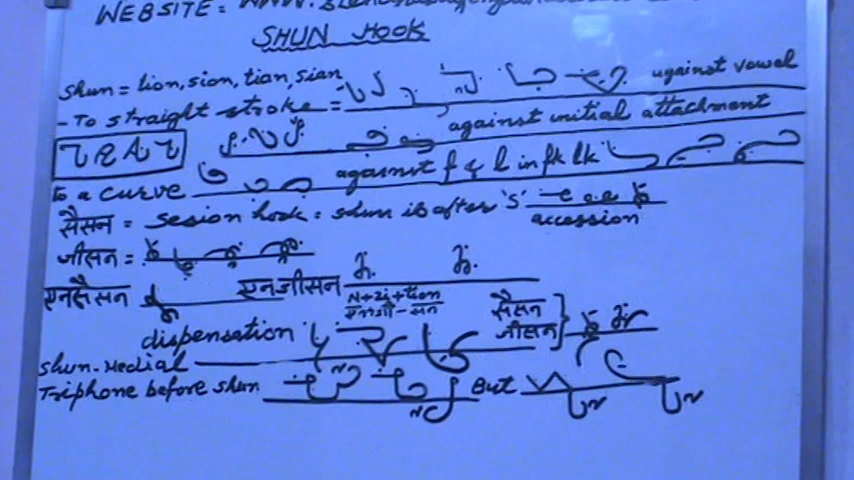 WEBSITE = WWW.
SHUN HOOK
shun = tion, sion, tian, sian
- To straight stroke = against vowel
against initial attachment
to a curve against f & l in fk lk
सैसन = sesion hook = shun is after 's'
accession
जीसन =
एनसैसन एनजीसन
N + zi + tion
एनजी - सन
सैसन
जीसन
dispensation
shun - Medial
Triphone before shun But